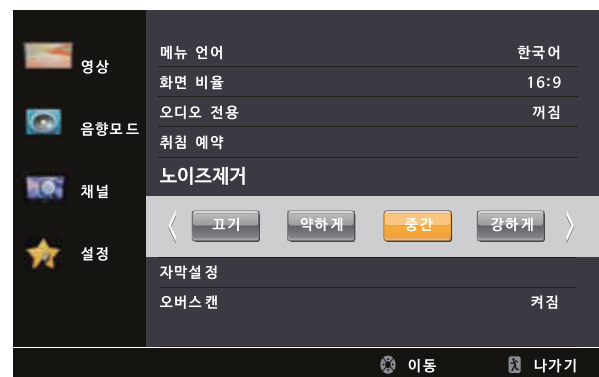 영상
음향모드
채널
설정
메뉴 언어 한국어
화면 비율 16:9
오디오 전용 꺼짐
취침 예약
노이즈제거
끄기 약하게 중간 강하게
자막설정
오버스캔 켜짐
이동 나가기